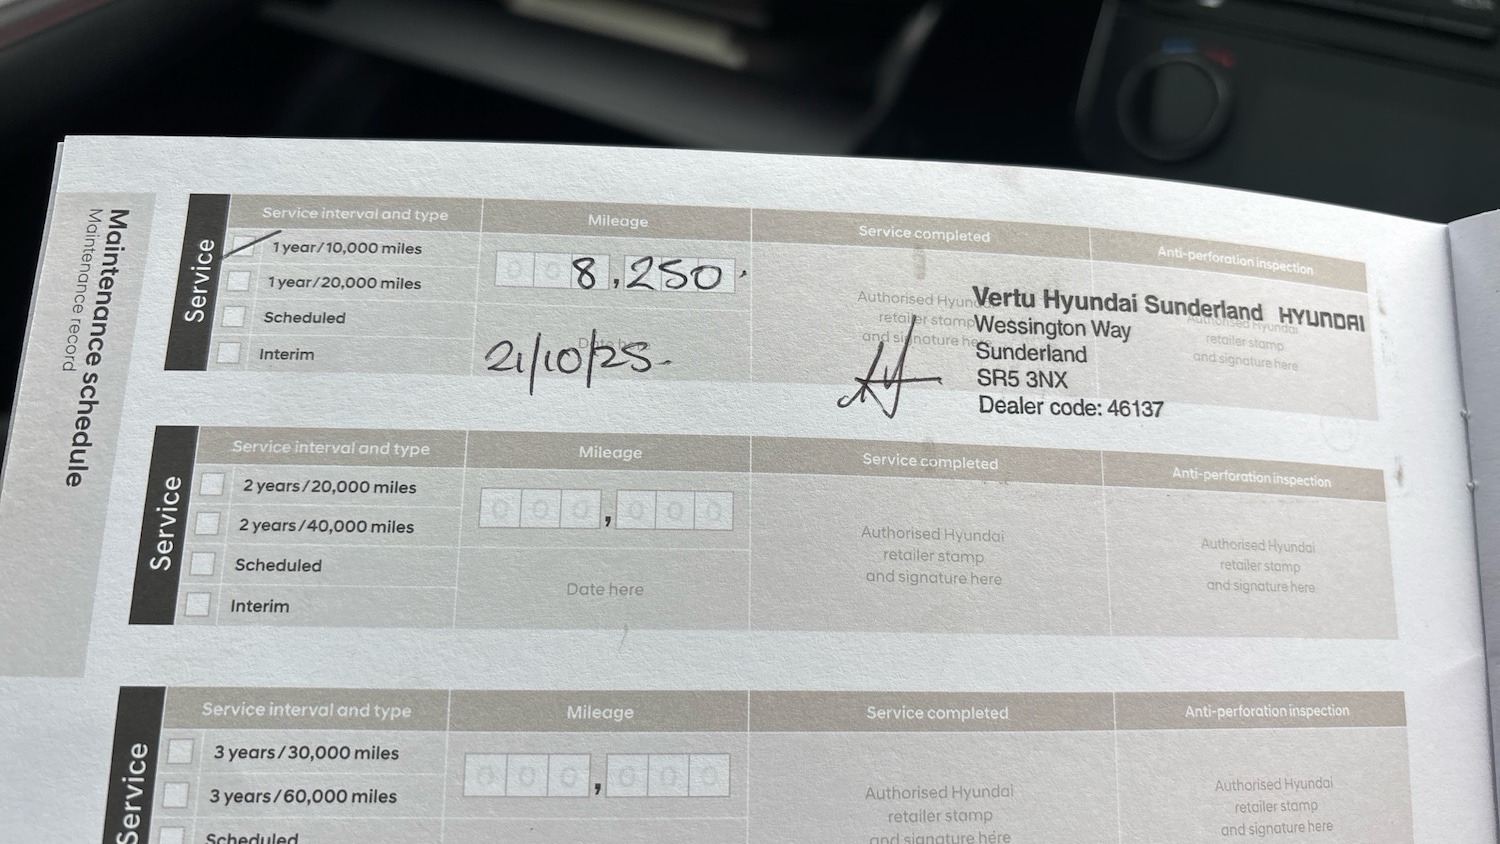 Maintenance schedule
Maintenance record
Service
Service interval and type
1 year/10,000 miles
1 year/20,000 miles
Scheduled
Interim
Mileage
8,250.
Date here
21/10/25.
Service completed
Authorised Hyundai
retailer stamp
and signature here
Vertu Hyundai Sunderland HYUNDAI
Wessington Way
Sunderland
SR5 3NX
Dealer code: 46137
Anti-perforation inspection
Authorised Hyundai
retailer stamp
and signature here
Service
Service interval and type
2 years/20,000 miles
2 years/40,000 miles
Scheduled
Interim
Mileage
000,000
Date here
Service completed
Authorised Hyundai
retailer stamp
and signature here
Anti-perforation inspection
Authorised Hyundai
retailer stamp
and signature here
Service
Service interval and type
3 years/30,000 miles
3 years/60,000 miles
Scheduled
Mileage
000,000
Service completed
Authorised Hyundai
retailer stamp
and signature here
Anti-perforation inspection
Authorised Hyundai
retailer stamp
and signature here